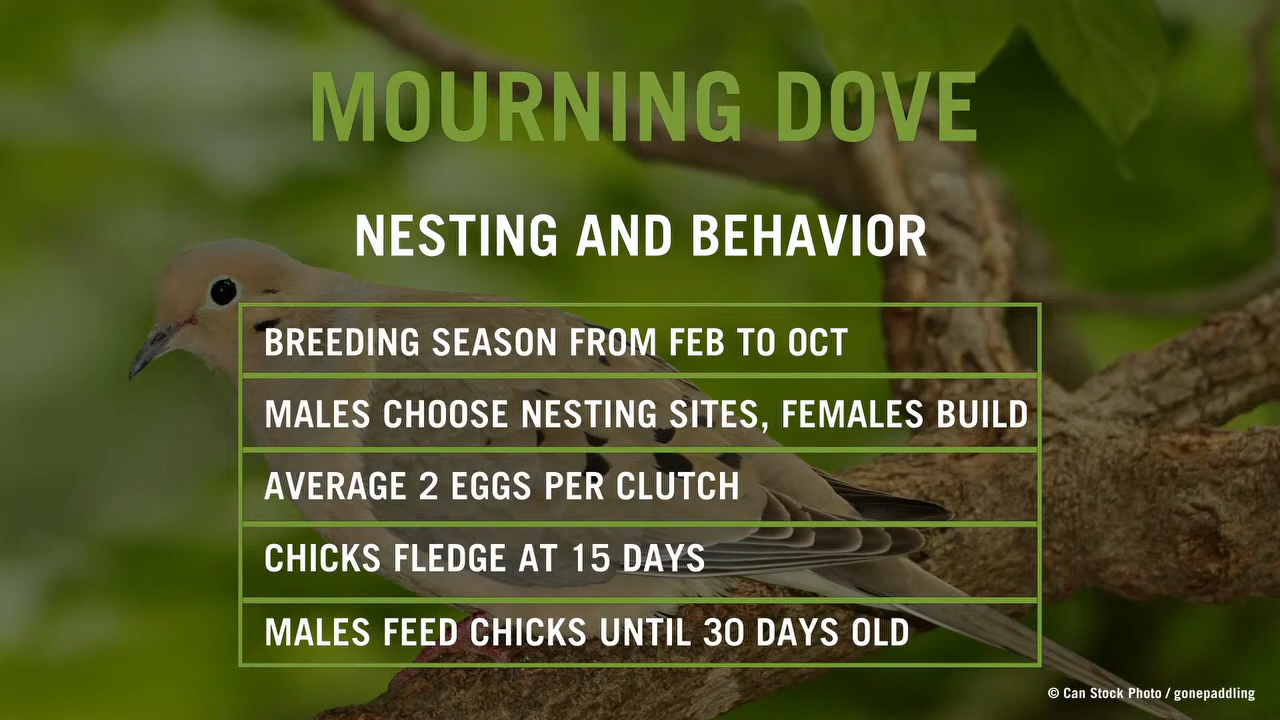 MOURNING DOVE
NESTING AND BEHAVIOR
BREEDING SEASON FROM FEB TO OCT
MALES CHOOSE NESTING SITES, FEMALES BUILD
AVERAGE 2 EGGS PER CLUTCH
CHICKS FLEDGE AT 15 DAYS
MALES FEED CHICKS UNTIL 30 DAYS OLD
© Can Stock Photo / gonepaddling